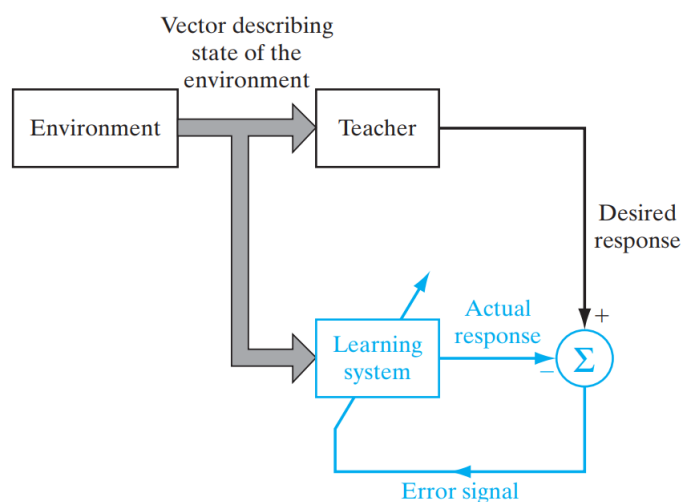 Vector describing
state of the
environment
Environment
Teacher
Desired
response
+
Actual
response
Learning
system
−
Σ
Error signal